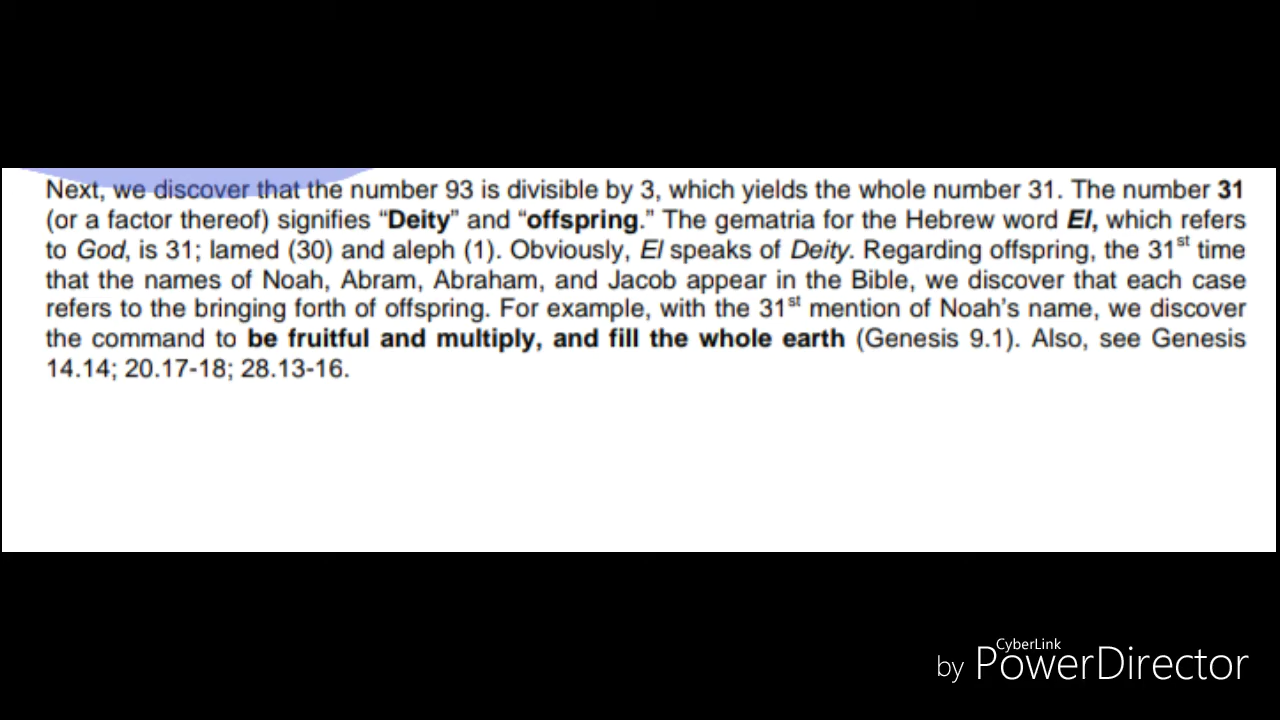 Next, we discover that the number 93 is divisible by 3, which yields the whole number 31. The number 31
(or a factor thereof) signifies “Deity” and “offspring.” The gematria for the Hebrew word El, which refers
to God, is 31; lamed (30) and aleph (1). Obviously, El speaks of Deity. Regarding offspring, the 31st time
that the names of Noah, Abram, Abraham, and Jacob appear in the Bible, we discover that each case
refers to the bringing forth of offspring. For example, with the 31st mention of Noah’s name, we discover
the command to be fruitful and multiply, and fill the whole earth (Genesis 9.1). Also, see Genesis
14.14; 20.17-18; 28.13-16.
CyberLink
by PowerDirector